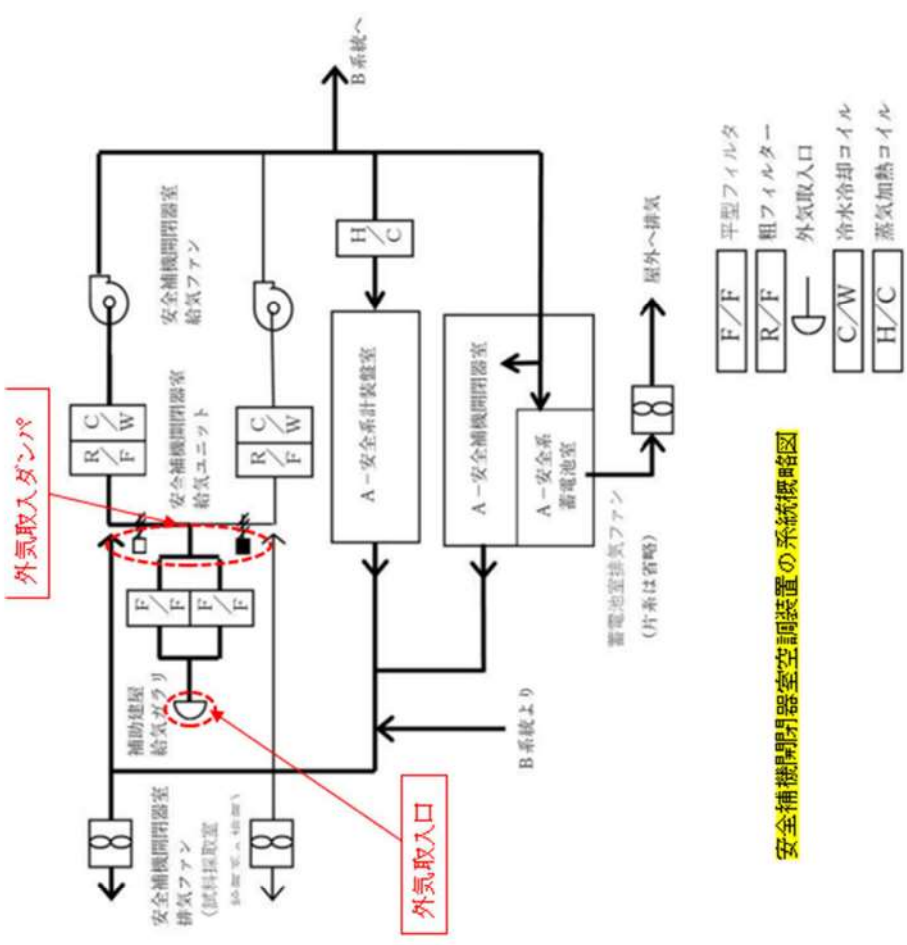 外気取入ダンパ
外気取入口
安全補機開閉器室
排気ファン
(試料採取室
補助建屋
給気ガラリ
F/F
F/F
安全補機開閉器室
給気ユニット
R/F
C/W
R/F
C/W
安全補機開閉器室
給気ファン
B系統へ
H/C
A-安全系計装盤室
A-安全補機開閉器室
A-安全系
蓄電池室
B系統より
蓄電池室排気ファン
(片系は省略)
屋外へ排気
F/F 平型フィルタ
R/F 粗フィルター
外気取入口
C/W 冷水冷却コイル
H/C 蒸気加熱コイル
安全補機開閉器室空調装置の系統概略図